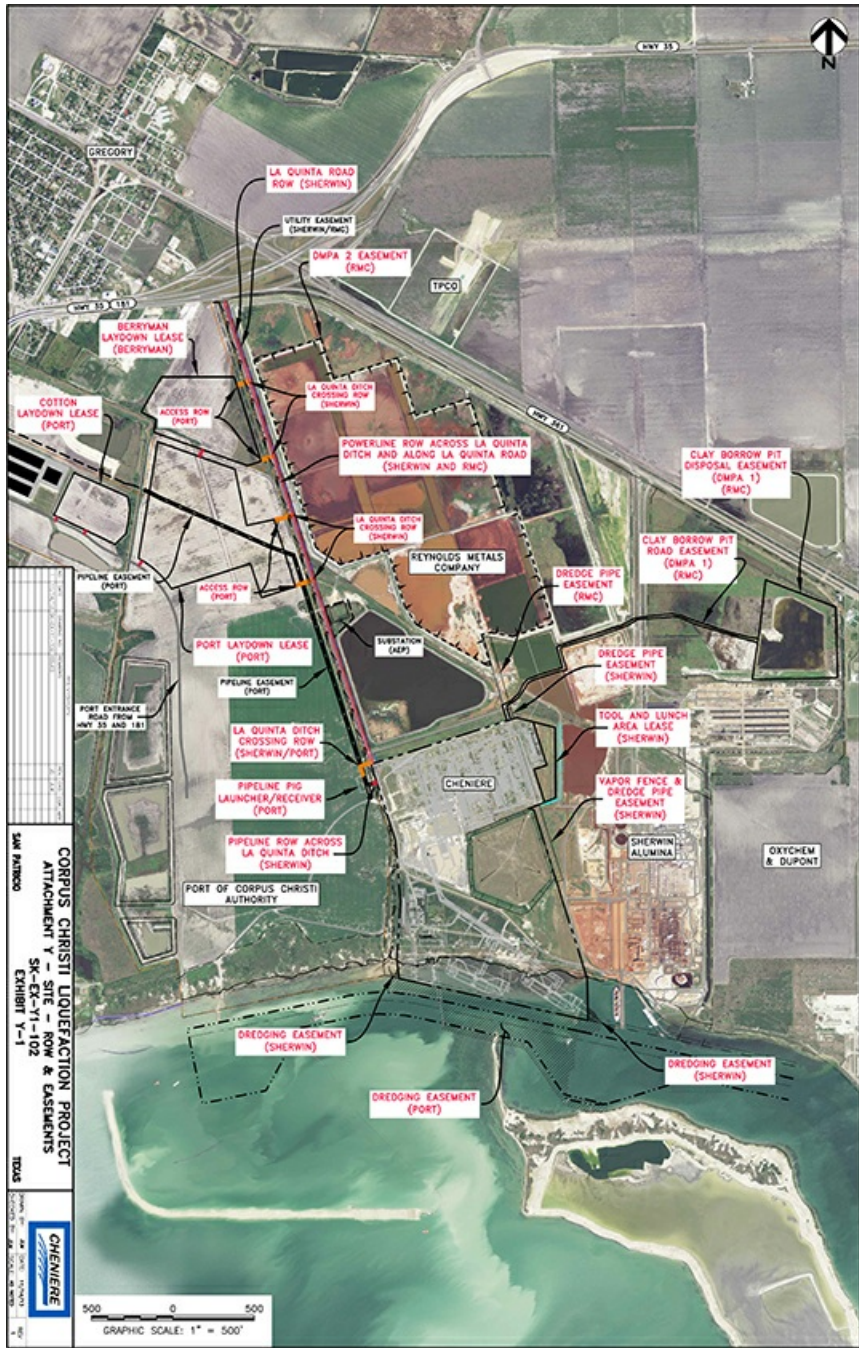 HWY 35
N
GREGORY
LA QUINTA ROAD
ROW (SHERWIN)
UTILITY EASEMENT
(SHERWIN/RMC)
DMPA 2 EASEMENT
(RMC)
TPCO
HWY 35
181
BERRYMAN
LAYDOWN LEASE
(BERRYMAN)
LA QUINTA DITCH
CROSSING ROW
(SHERWIN)
COTTON
LAYDOWN LEASE
(PORT)
ACCESS ROW
(PORT)
HWY 361
POWERLINE ROW ACROSS LA QUINTA
DITCH AND ALONG LA QUINTA ROAD
(SHERWIN AND RMC)
CLAY BORROW PIT
DISPOSAL EASEMENT
(DMPA 1)
(RMC)
LA QUINTA DITCH
CROSSING ROW
(SHERWIN)
CLAY BORROW PIT
ROAD EASEMENT
(DMPA 1)
(RMC)
REYNOLDS METALS
COMPANY
PIPELINE EASEMENT
(PORT)
ACCESS ROW
(PORT)
DREDGE PIPE
EASEMENT
(RMC)
PORT LAYDOWN LEASE
(PORT)
SUBSTATION
(AEP)
DREDGE PIPE
EASEMENT
(SHERWIN)
PIPELINE EASEMENT
(PORT)
PORT ENTRANCE
ROAD FROM
HWY 35 AND 181
TOOL AND LUNCH
AREA LEASE
(SHERWIN)
LA QUINTA DITCH
CROSSING ROW
(SHERWIN/PORT)
CHENIERE
VAPOR FENCE &
DREDGE PIPE
EASEMENT
(SHERWIN)
PIPELINE PIG
LAUNCHER/RECEIVER
(PORT)
PIPELINE ROW ACROSS
LA QUINTA DITCH
(SHERWIN)
SHERWIN
ALUMINA
OXYCHEM
& DUPONT
PORT OF CORPUS CHRISTI
AUTHORITY
DREDGING EASEMENT
(SHERWIN)
DREDGING EASEMENT
(SHERWIN)
DREDGING EASEMENT
(PORT)
CORPUS CHRISTI LIQUEFACTION PROJECT
ATTACHMENT Y - SITE - ROW & EASEMENTS
SK-EX-Y1-102
EXHIBIT Y-1
SAN PATRICIO
TEXAS
CHENIERE
500 0 500
GRAPHIC SCALE: 1" = 500'